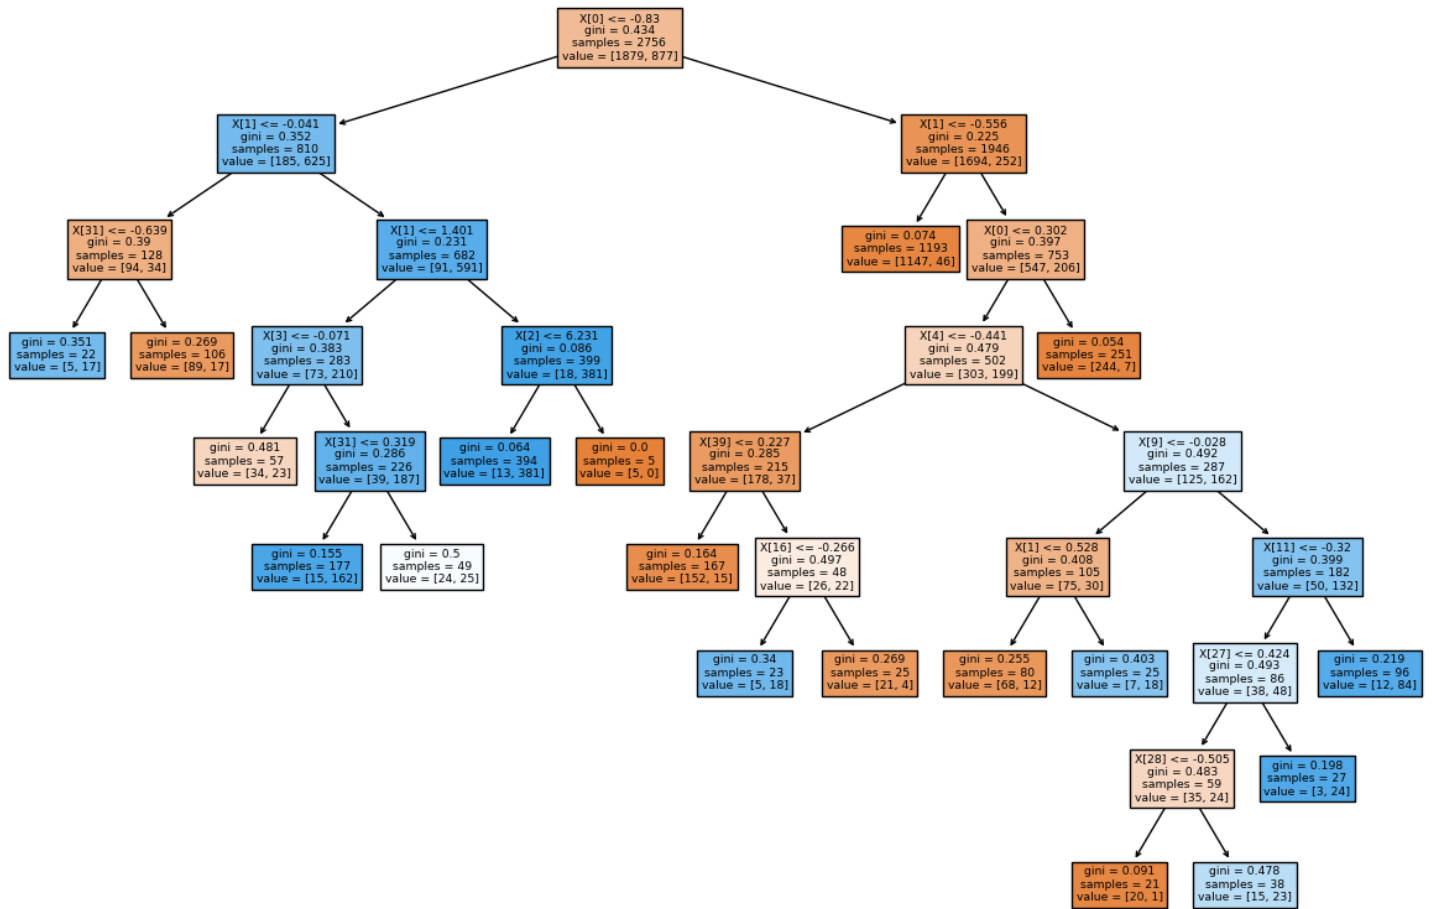 X[0] <= -0.83
gini = 0.434
samples = 2756
value = [1879, 877]
X[1] <= -0.041
gini = 0.352
samples = 810
value = [185, 625]
X[1] <= -0.556
gini = 0.225
samples = 1946
value = [1694, 252]
X[31] <= -0.639
gini = 0.39
samples = 128
value = [94, 34]
X[1] <= 1.401
gini = 0.231
samples = 682
value = [91, 591]
gini = 0.074
samples = 1193
value = [1147, 46]
X[0] <= 0.302
gini = 0.397
samples = 753
value = [547, 206]
gini = 0.351
samples = 22
value = [5, 17]
gini = 0.269
samples = 106
value = [89, 17]
X[3] <= -0.071
gini = 0.383
samples = 283
value = [73, 210]
X[2] <= 6.231
gini = 0.086
samples = 399
value = [18, 381]
X[4] <= -0.441
gini = 0.479
samples = 502
value = [303, 199]
gini = 0.054
samples = 251
value = [244, 7]
gini = 0.481
samples = 57
value = [34, 23]
X[31] <= 0.319
gini = 0.286
samples = 226
value = [39, 187]
gini = 0.064
samples = 394
value = [13, 381]
gini = 0.0
samples = 5
value = [5, 0]
X[39] <= 0.227
gini = 0.285
samples = 215
value = [178, 37]
X[9] <= -0.028
gini = 0.492
samples = 287
value = [125, 162]
gini = 0.155
samples = 177
value = [15, 162]
gini = 0.5
samples = 49
value = [24, 25]
gini = 0.164
samples = 167
value = [152, 15]
X[16] <= -0.266
gini = 0.497
samples = 48
value = [26, 22]
X[1] <= 0.528
gini = 0.408
samples = 105
value = [75, 30]
X[11] <= -0.32
gini = 0.399
samples = 182
value = [50, 132]
gini = 0.34
samples = 23
value = [5, 18]
gini = 0.269
samples = 25
value = [21, 4]
gini = 0.255
samples = 80
value = [68, 12]
gini = 0.403
samples = 25
value = [7, 18]
X[27] <= 0.424
gini = 0.493
samples = 86
value = [38, 48]
gini = 0.219
samples = 96
value = [12, 84]
X[28] <= -0.505
gini = 0.483
samples = 59
value = [35, 24]
gini = 0.198
samples = 27
value = [3, 24]
gini = 0.091
samples = 21
value = [20, 1]
gini = 0.478
samples = 38
value = [15, 23]